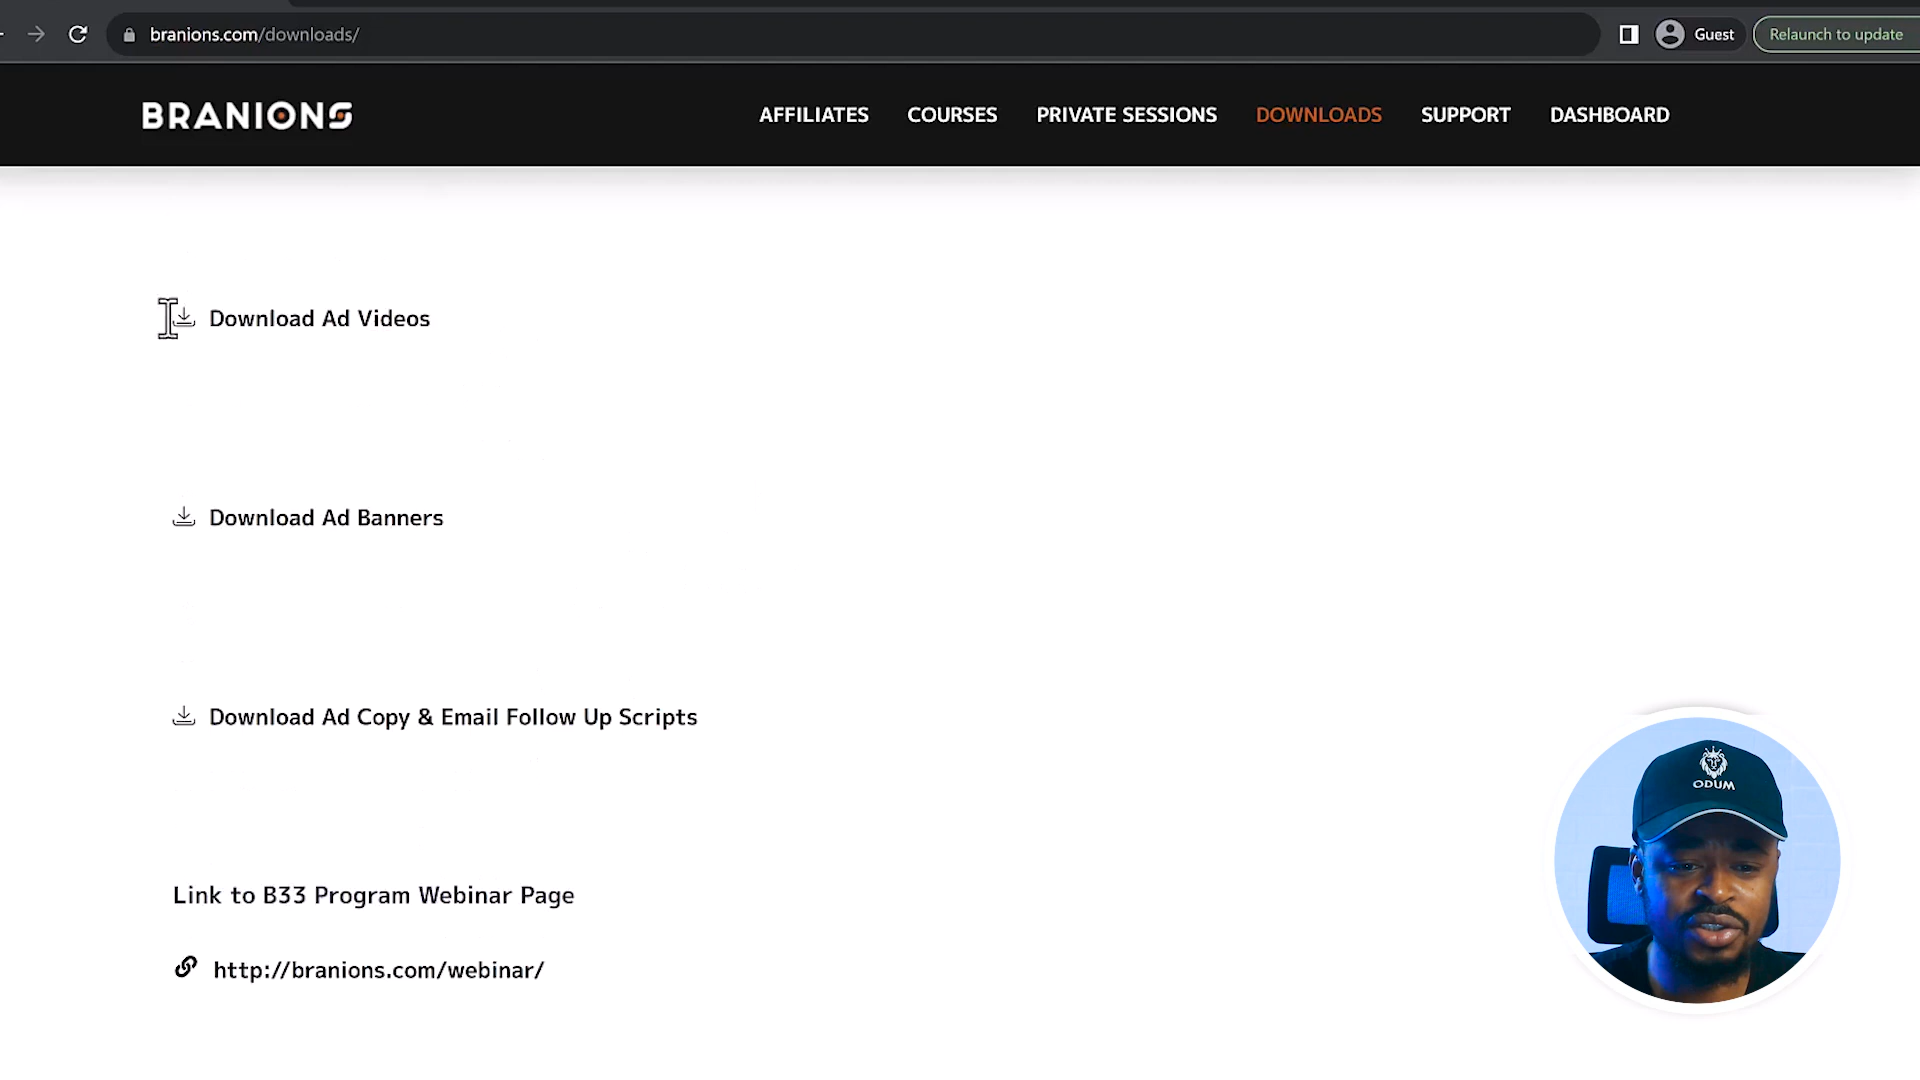 branions.com/downloads/
Guest
Relaunch to update
BRANIONS
AFFILIATES
COURSES
PRIVATE SESSIONS
DOWNLOADS
SUPPORT
DASHBOARD
Download Ad Videos
Download Ad Banners
Download Ad Copy & Email Follow Up Scripts
ODUM
Link to B33 Program Webinar Page
http://branions.com/webinar/